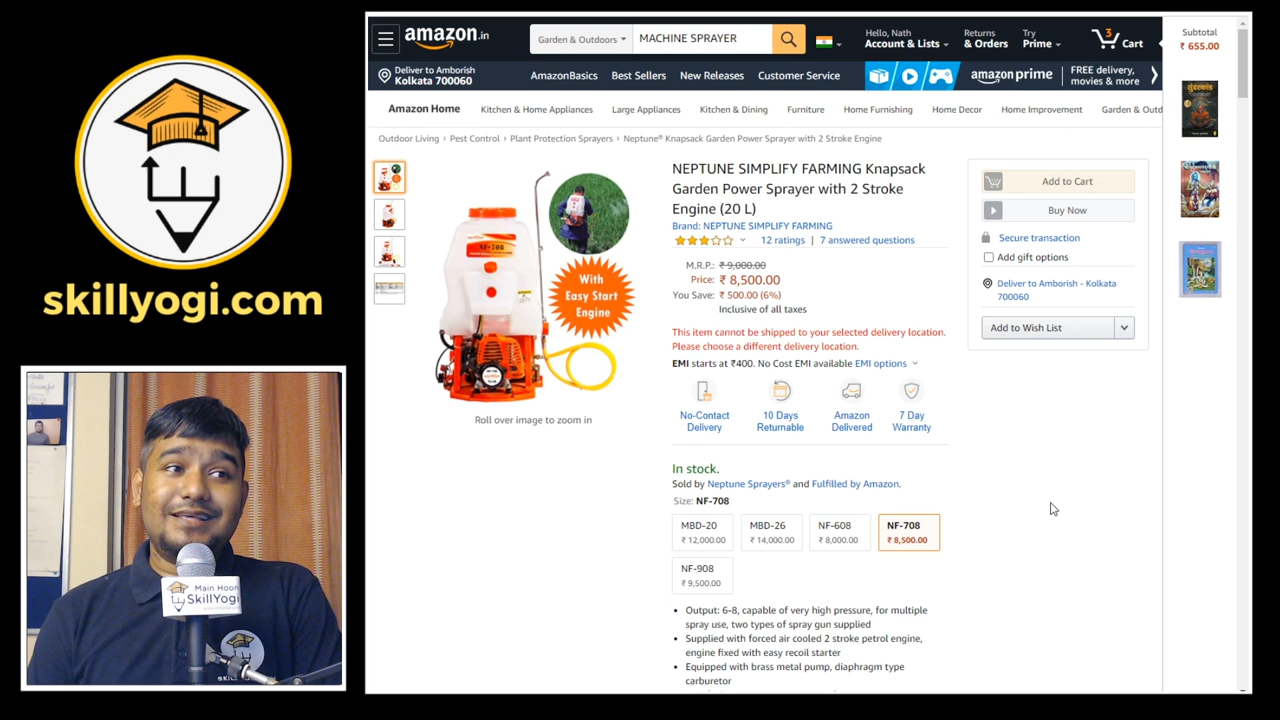 skillyogi.com
Main Hoon
SkillYogi
amazon.in
Garden & Outdoors
MACHINE SPRAYER
Hello, Nath
Account & Lists
Returns
& Orders
Try
Prime
3
Cart
Subtotal
₹ 655.00
Deliver to Amborish
Kolkata 700060
AmazonBasics
Best Sellers
New Releases
Customer Service
amazon prime
FREE delivery,
movies & more
Amazon Home
Kitchen & Home Appliances
Large Appliances
Kitchen & Dining
Furniture
Home Furnishing
Home Decor
Home Improvement
Garden & Outd
Outdoor Living › Pest Control › Plant Protection Sprayers › Neptune® Knapsack Garden Power Sprayer with 2 Stroke Engine
NF-708
With
Easy Start
Engine
Roll over image to zoom in
NEPTUNE SIMPLIFY FARMING Knapsack
Garden Power Sprayer with 2 Stroke
Engine (20 L)
Brand: NEPTUNE SIMPLIFY FARMING
12 ratings | 7 answered questions
M.R.P.: ₹ 9,000.00
Price: ₹ 8,500.00
You Save: ₹ 500.00 (6%)
Inclusive of all taxes
This item cannot be shipped to your selected delivery location.
Please choose a different delivery location.
EMI starts at ₹400. No Cost EMI available EMI options
No-Contact
Delivery
10 Days
Returnable
Amazon
Delivered
7 Day
Warranty
In stock.
Sold by Neptune Sprayers® and Fulfilled by Amazon.
Size: NF-708
MBD-20
₹ 12,000.00
MBD-26
₹ 14,000.00
NF-608
₹ 8,000.00
NF-708
₹ 8,500.00
NF-908
₹ 9,500.00
• Output: 6-8, capable of very high pressure, for multiple
spray use, two types of spray gun supplied
• Supplied with forced air cooled 2 stroke petrol engine,
engine fixed with easy recoil starter
• Equipped with brass metal pump, diaphragm type
carburetor
Add to Cart
Buy Now
Secure transaction
Add gift options
Deliver to Amborish - Kolkata
700060
Add to Wish List